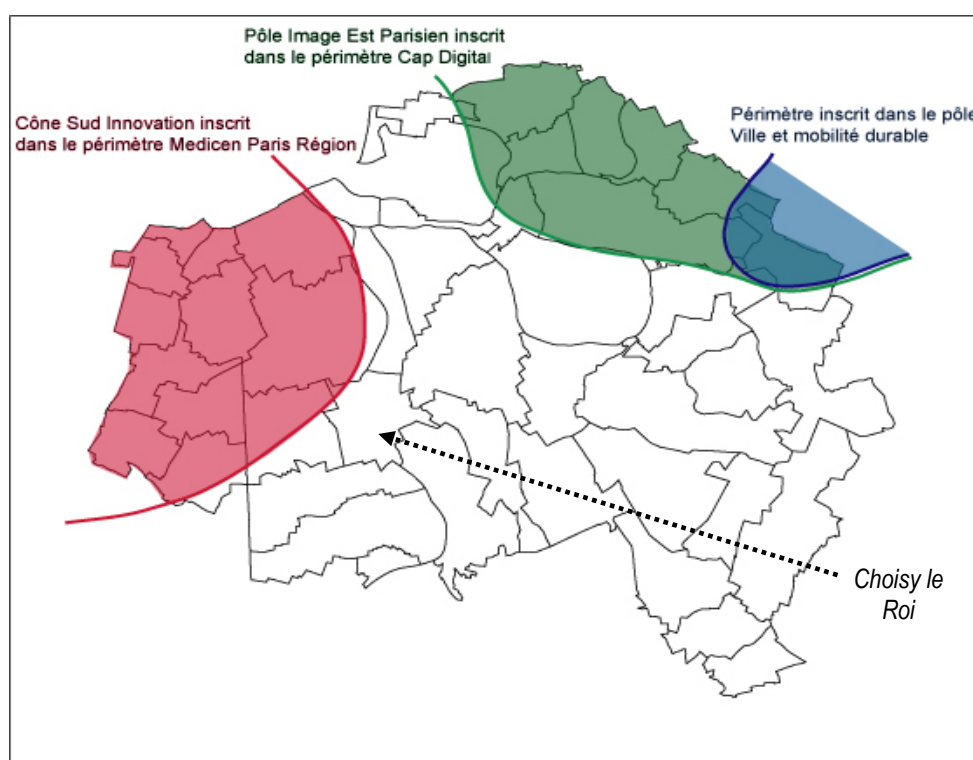 Pôle Image Est Parisien inscrit
dans le périmètre Cap Digital
Cône Sud Innovation inscrit
dans le périmètre Medicen Paris Région
Périmètre inscrit dans le pôle
Ville et mobilité durable
Choisy le
Roi